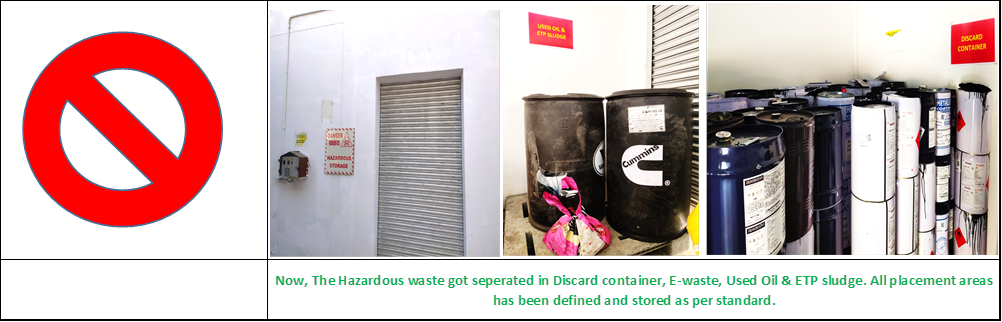 DANGER
HAZARDOUS
STORAGE
USED OIL &
ETP SLUDGE
cummins
DISCARD
CONTAINER
Now, The Hazardous waste got seperated in Discard container, E-waste, Used Oil & ETP sludge. All placement areas
has been defined and stored as per standard.